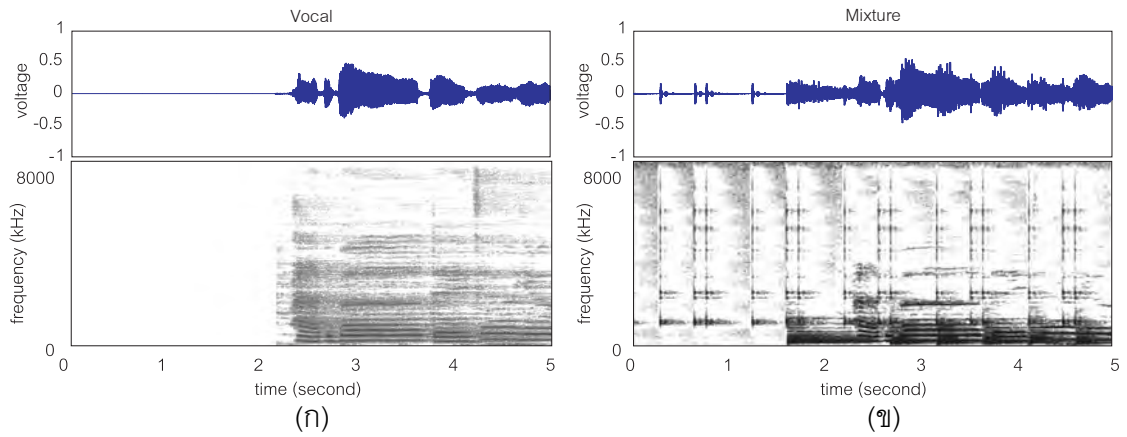 Vocal
1
0.5
0
-0.5
-1
voltage
8000
0
frequency (kHz)
0 1 2 3 4 5
time (second)
(ก)
Mixture
1
0.5
0
-0.5
-1
voltage
8000
0
frequency (kHz)
0 1 2 3 4 5
time (second)
(ข)